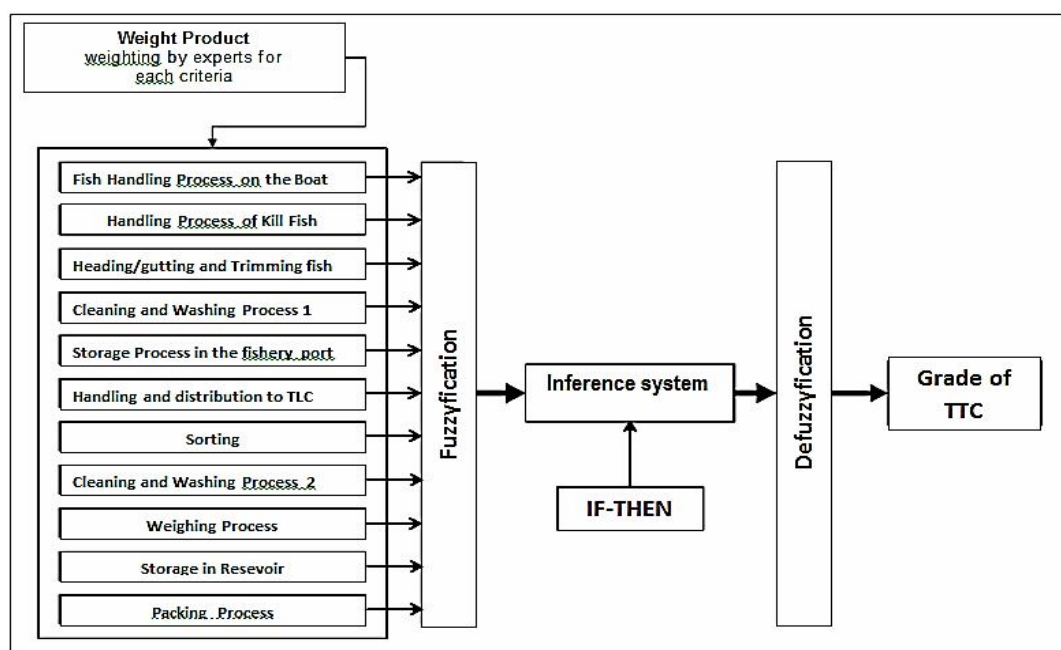 Weight Product
weighting by experts for
each criteria
Fish Handling Process on the Boat
Handling Process of Kill Fish
Heading/gutting and Trimming fish
Cleaning and Washing Process 1
Storage Process in the fishery port
Handling and distribution to TLC
Sorting
Cleaning and Washing Process 2
Weighing Process
Storage in Resevoir
Packing Process
Fuzzyfication
Inference system
IF-THEN
Defuzzyfication
Grade of
TTC